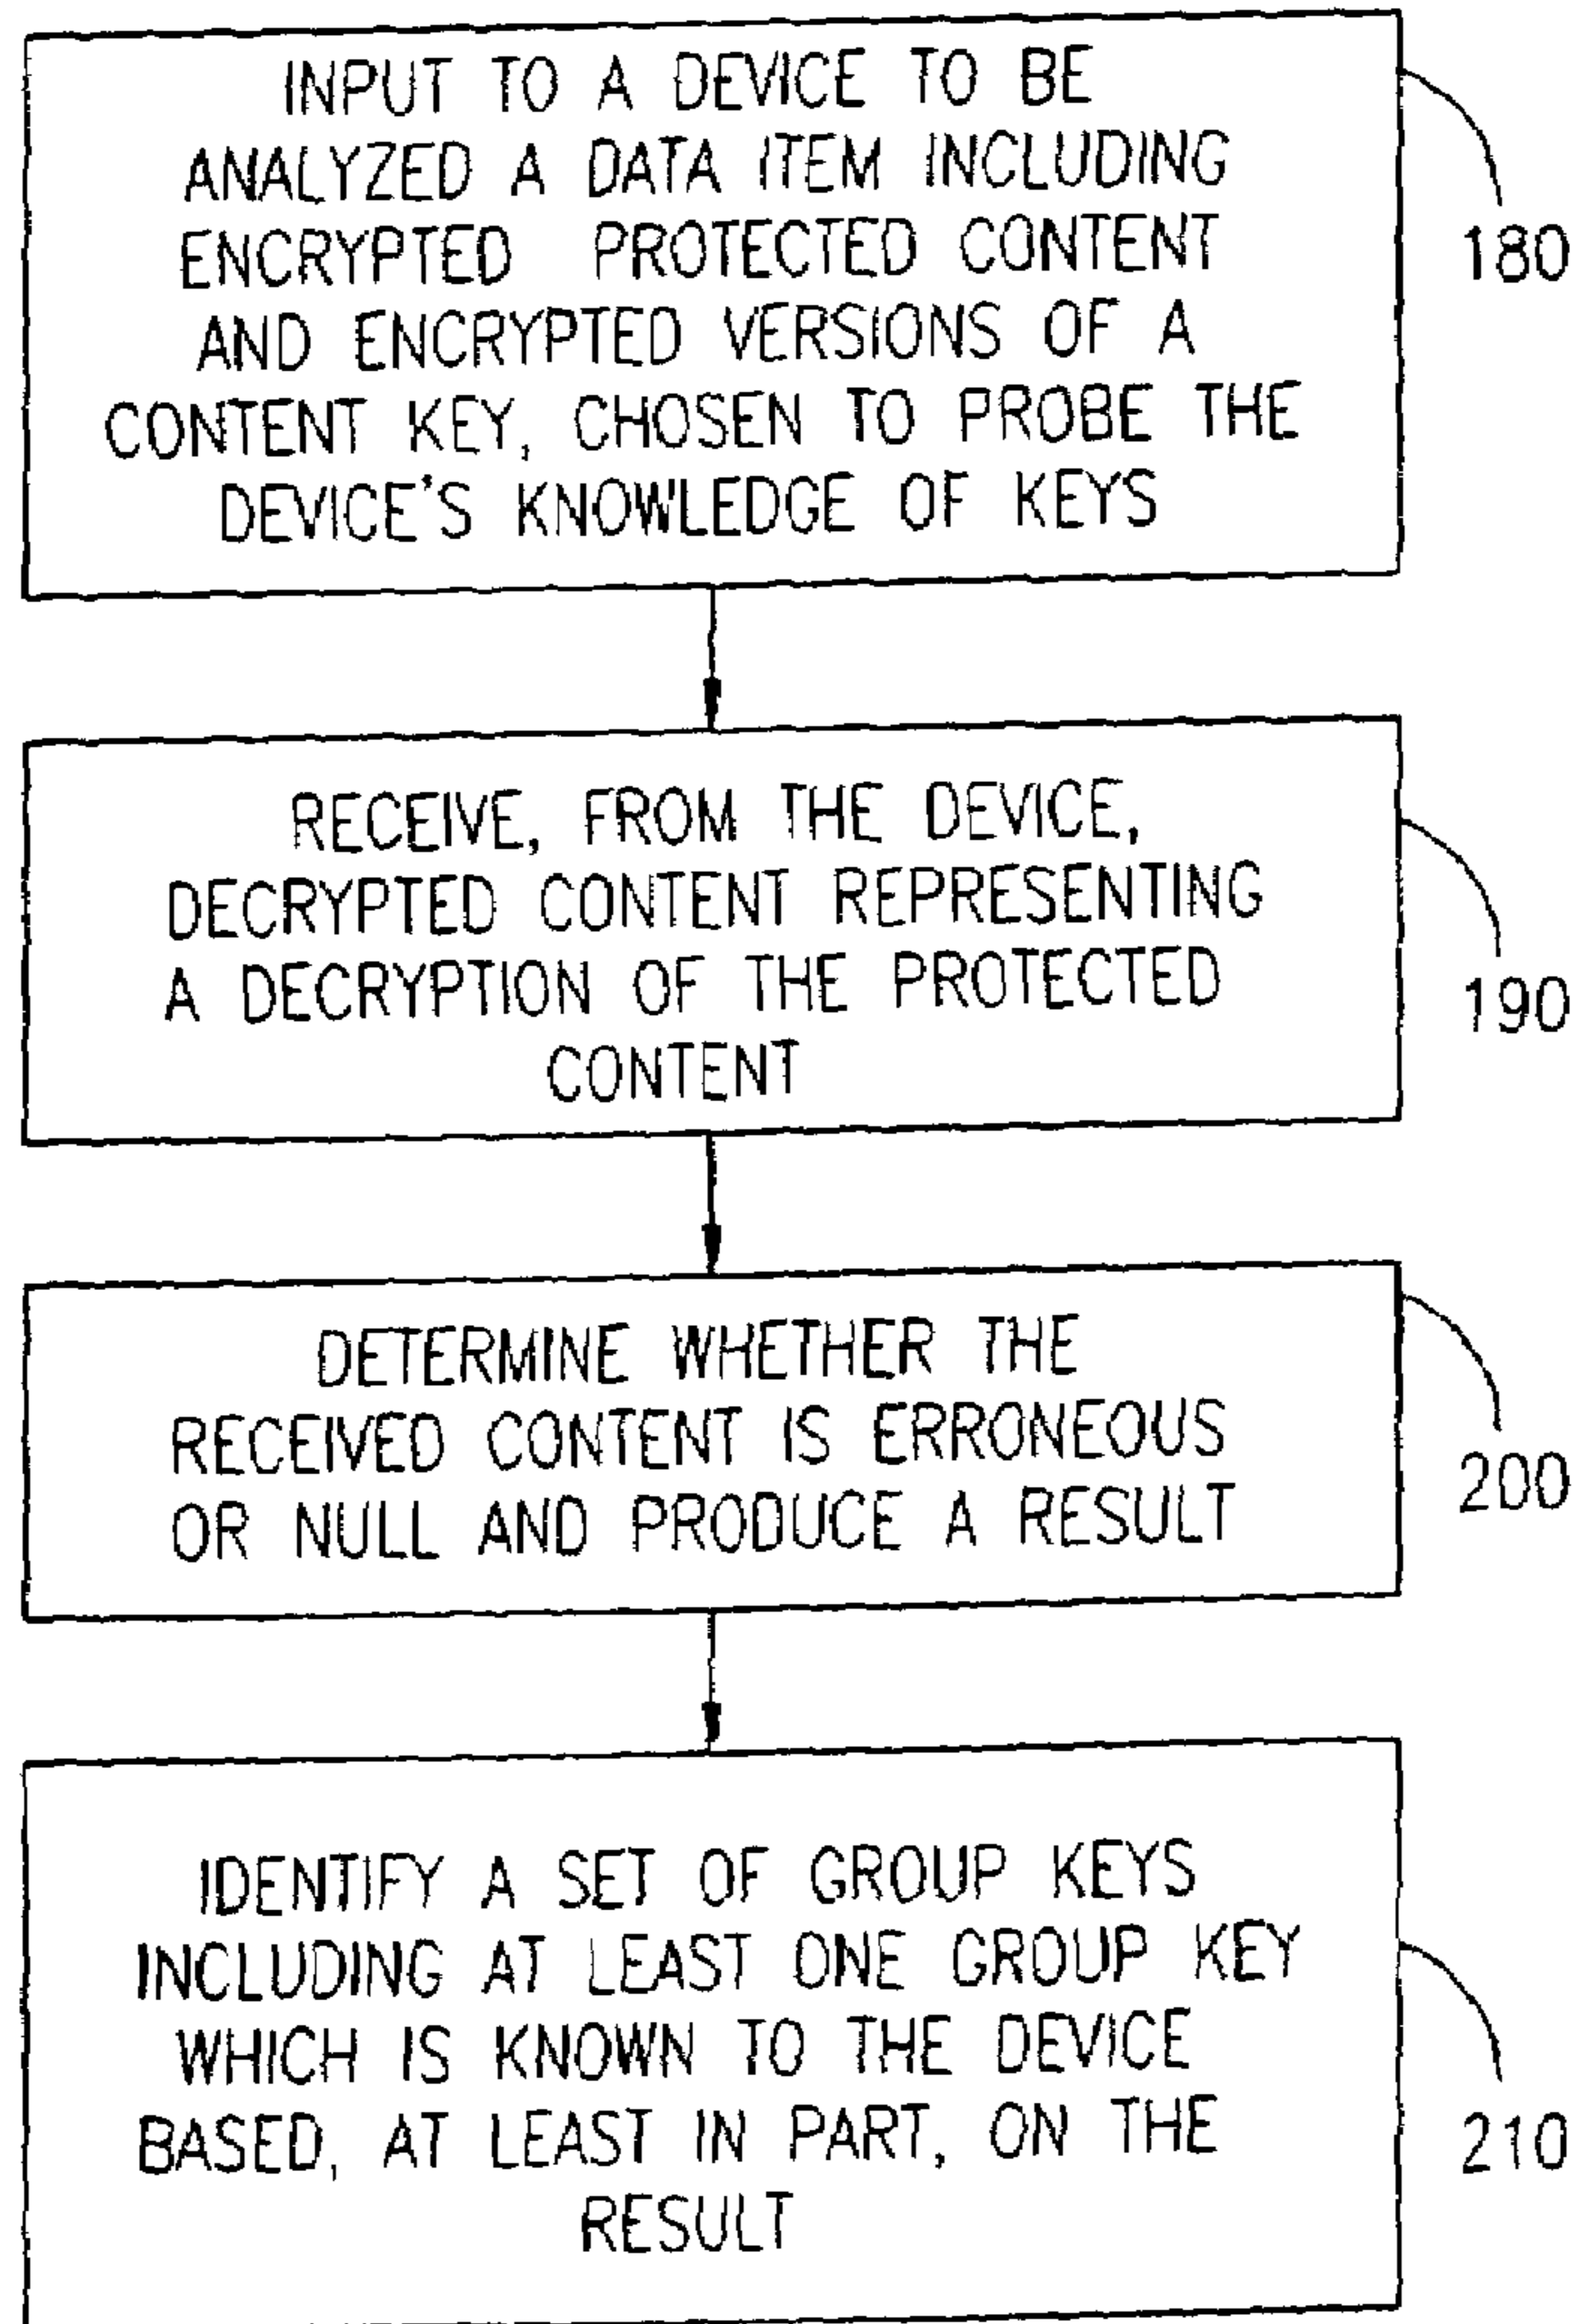 INPUT TO A DEVICE TO BE
ANALYZED A DATA ITEM INCLUDING
ENCRYPTED PROTECTED CONTENT
AND ENCRYPTED VERSIONS OF A
CONTENT KEY, CHOSEN TO PROBE THE
DEVICE'S KNOWLEDGE OF KEYS
180
RECEIVE, FROM THE DEVICE,
DECRYPTED CONTENT REPRESENTING
A DECRYPTION OF THE PROTECTED
CONTENT
190
DETERMINE WHETHER THE
RECEIVED CONTENT IS ERRONEOUS
OR NULL AND PRODUCE A RESULT
200
IDENTIFY A SET OF GROUP KEYS
INCLUDING AT LEAST ONE GROUP KEY
WHICH IS KNOWN TO THE DEVICE
BASED, AT LEAST IN PART, ON THE
RESULT
210